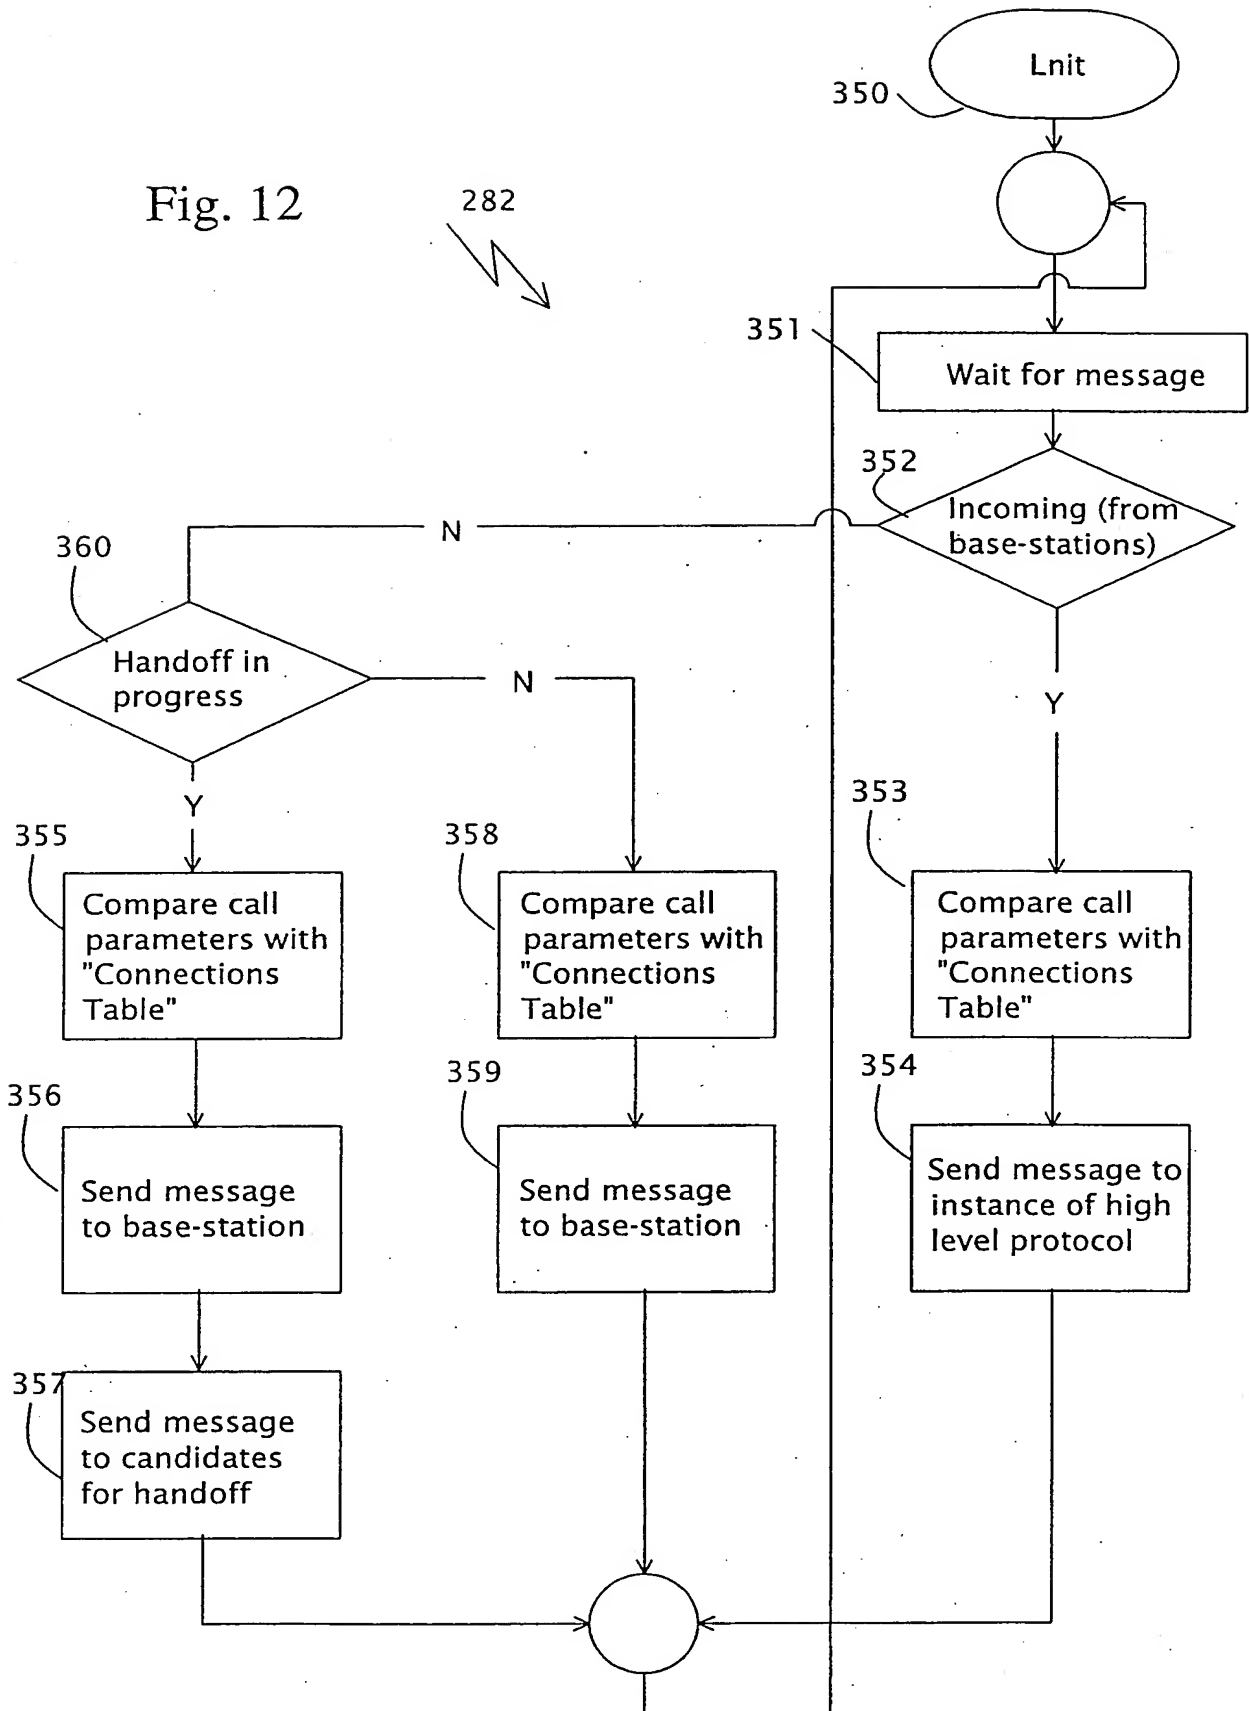 Lnit
350
Fig. 12
282
351
Wait for message
352
Incoming (from
base-stations)
N
360
Handoff in
progress
N
Y
Y
355
Compare call
parameters with
"Connections
Table"
358
Compare call
parameters with
"Connections
Table"
353
Compare call
parameters with
"Connections
Table"
356
Send message
to base-station
359
Send message
to base-station
354
Send message to
instance of high
level protocol
357
Send message
to candidates
for handoff